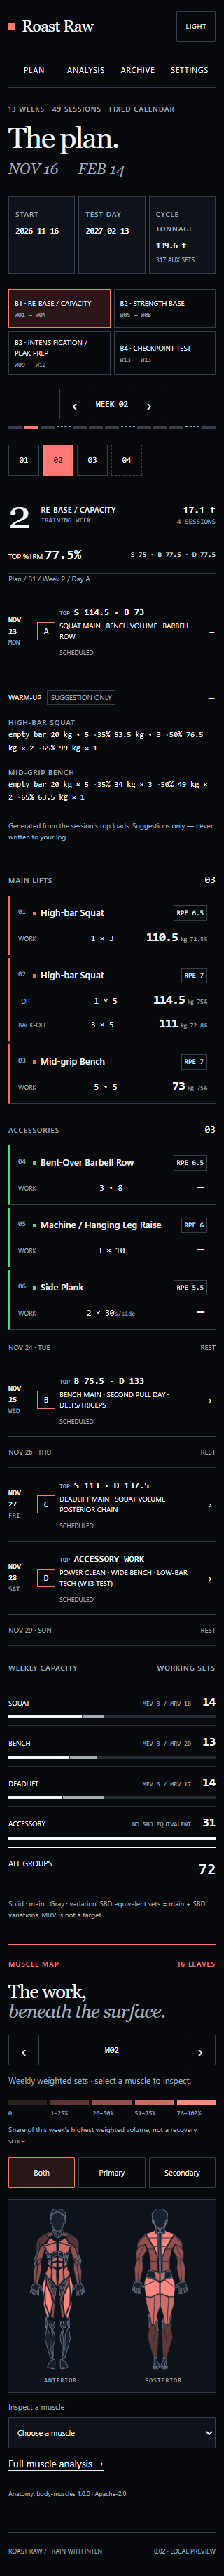 Roast Raw
LIGHT
PLAN ANALYSIS ARCHIVE SETTINGS
13 WEEKS · 49 SESSIONS · FIXED CALENDAR
The plan.
NOV 16 — FEB 14
START
2026-11-16
TEST DAY
2027-02-13
CYCLE
TONNAGE
139.6 t
317 AUX SETS
B1 · RE-BASE / CAPACITY
W01 — W04
B2 · STRENGTH BASE
W05 — W08
B3 · INTENSIFICATION /
PEAK PREP
W09 — W12
B4 · CHECKPOINT TEST
W13 — W13
‹ WEEK 02 ›
01 02 03 04
2
RE-BASE / CAPACITY
TRAINING WEEK
17.1 t
4 SESSIONS
TOP %1RM 77.5%
S 75 · B 77.5 · D 77.5
Plan / B1 / Week 2 / Day A
NOV
23
MON
A
TOP S 114.5 · B 73
SQUAT MAIN · BENCH VOLUME · BARBELL
ROW
SCHEDULED
—
WARM-UP SUGGESTION ONLY —
HIGH-BAR SQUAT
empty bar 20 kg × 5 ·35% 53.5 kg × 3 ·50% 76.5
kg × 2 ·65% 99 kg × 1
MID-GRIP BENCH
empty bar 20 kg × 5 ·35% 34 kg × 3 ·50% 49 kg ×
2 ·65% 63.5 kg × 1
Generated from the session's top loads. Suggestions only — never
written to your log.
MAIN LIFTS 03
01 High-bar Squat RPE 6.5
WORK 1 × 3 110.5 kg 72.5%
02 High-bar Squat RPE 7
TOP 1 × 5 114.5 kg 75%
BACK-OFF 3 × 5 111 kg 72.8%
03 Mid-grip Bench RPE 7
WORK 5 × 5 73 kg 75%
ACCESSORIES 03
04 Bent-Over Barbell Row RPE 6.5
WORK 3 × 8 —
05 Machine / Hanging Leg Raise RPE 6
WORK 3 × 10 —
06 Side Plank RPE 5.5
WORK 2 × 30s/side —
NOV 24 · TUE REST
NOV
25
WED
B
TOP B 75.5 · D 133
BENCH MAIN · SECOND PULL DAY ·
DELTS/TRICEPS
SCHEDULED
›
NOV 26 · THU REST
NOV
27
FRI
C
TOP S 113 · D 137.5
DEADLIFT MAIN · SQUAT VOLUME ·
POSTERIOR CHAIN
SCHEDULED
›
NOV
28
SAT
D
TOP ACCESSORY WORK
POWER CLEAN · WIDE BENCH · LOW-BAR
TECH (W13 TEST)
SCHEDULED
›
NOV 29 · SUN REST
WEEKLY CAPACITY WORKING SETS
SQUAT MEV 8 / MRV 18 14
BENCH MEV 8 / MRV 20 13
DEADLIFT MEV 6 / MRV 17 14
ACCESSORY NO SBD EQUIVALENT 31
ALL GROUPS 72
Solid · main Gray · variation. SBD equivalent sets = main + SBD
variations. MRV is not a target.
MUSCLE MAP 16 LEAVES
The work,
beneath the surface.
‹ W02 ›
Weekly weighted sets · select a muscle to inspect.
0 1–25% 26–50% 51–75% 76–100%
Share of this week's highest weighted volume; not a recovery
score.
Both Primary Secondary
ANTERIOR POSTERIOR
Inspect a muscle
Choose a muscle
Full muscle analysis →
Anatomy: body-muscles 1.0.0 · Apache-2.0
ROAST RAW / TRAIN WITH INTENT 0.02 · LOCAL PREVIEW